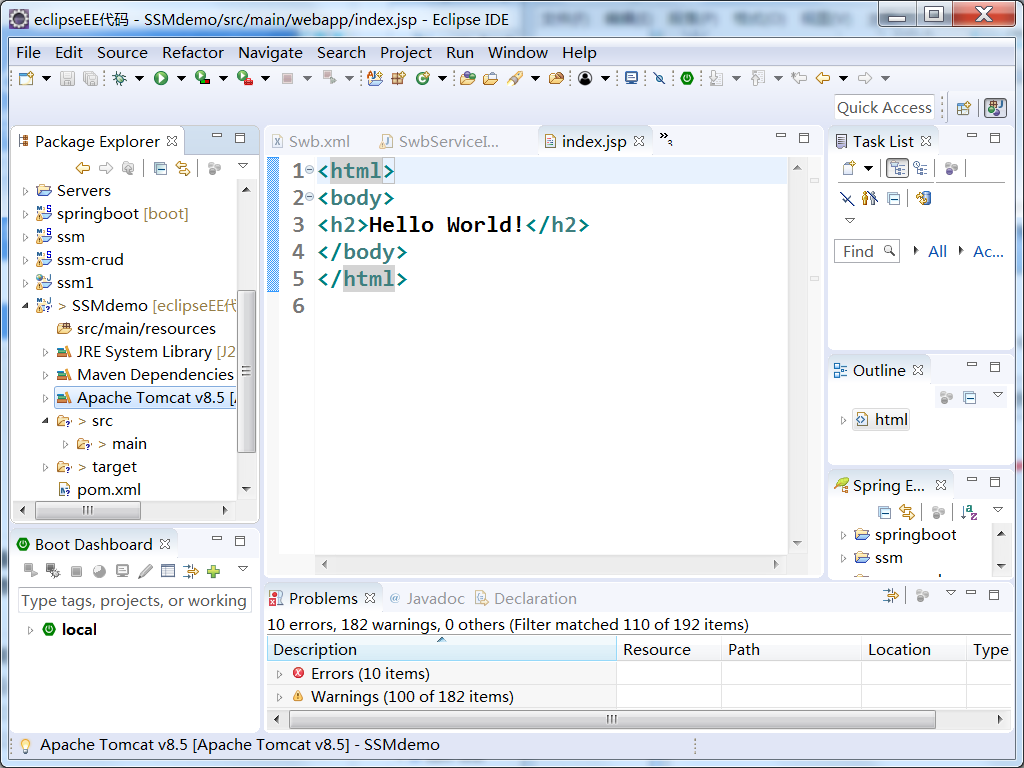 eclipseEE代码 - SSMdemo/src/main/webapp/index.jsp - Eclipse IDE
File Edit Source Refactor Navigate Search Project Run Window Help
Quick Access
Package Explorer
Servers
springboot [boot]
ssm
ssm-crud
ssm1
> SSMdemo [eclipseEE代
src/main/resources
JRE System Library [J2
Maven Dependencies
Apache Tomcat v8.5 [
> src
> main
> target
pom.xml
Boot Dashboard
Type tags, projects, or working
local
Swb.xml SwbServiceI... index.jsp »3
1 <html>
2 <body>
3 <h2>Hello World!</h2>
4 </body>
5 </html>
6
Task List
Find All Ac...
Outline
html
Spring E...
springboot
ssm
Problems @ Javadoc Declaration
10 errors, 182 warnings, 0 others (Filter matched 110 of 192 items)
Description Resource Path Location Type
Errors (10 items)
Warnings (100 of 182 items)
Apache Tomcat v8.5 [Apache Tomcat v8.5] - SSMdemo